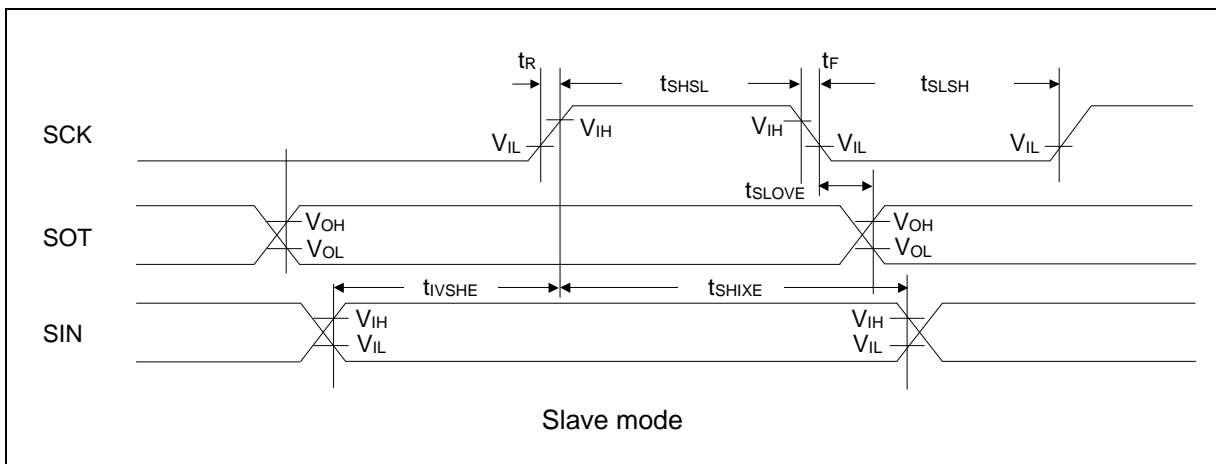 tR tF
tSHSL tSLSH
SCK VIH VIH
VIL VIL VIL
tSLOVE
SOT VOH VOH
VOL VOL
tIVSHE tSHIXE
SIN VIH VIH
VIL VIL
Slave mode